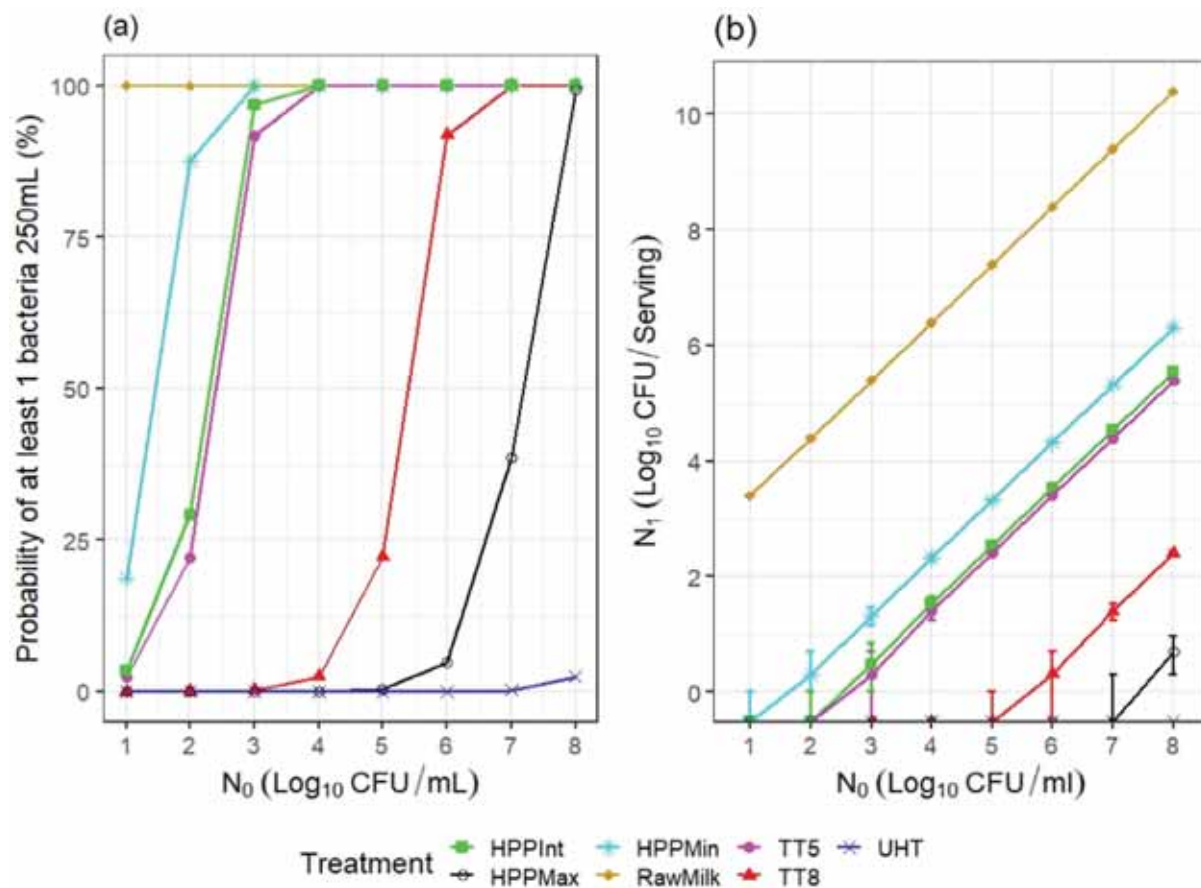 (a)
Probability of at least 1 bacteria 250mL (%)
100
75
50
25
0
1 2 3 4 5 6 7 8
N₀ (Log₁₀ CFU/mL)
(b)
N₁ (Log₁₀ CFU/Serving)
10
8
6
4
2
0
1 2 3 4 5 6 7 8
N₀ (Log₁₀ CFU/ml)
Treatment
HPPInt HPPMin TT5 UHT
HPPMax RawMilk TT8